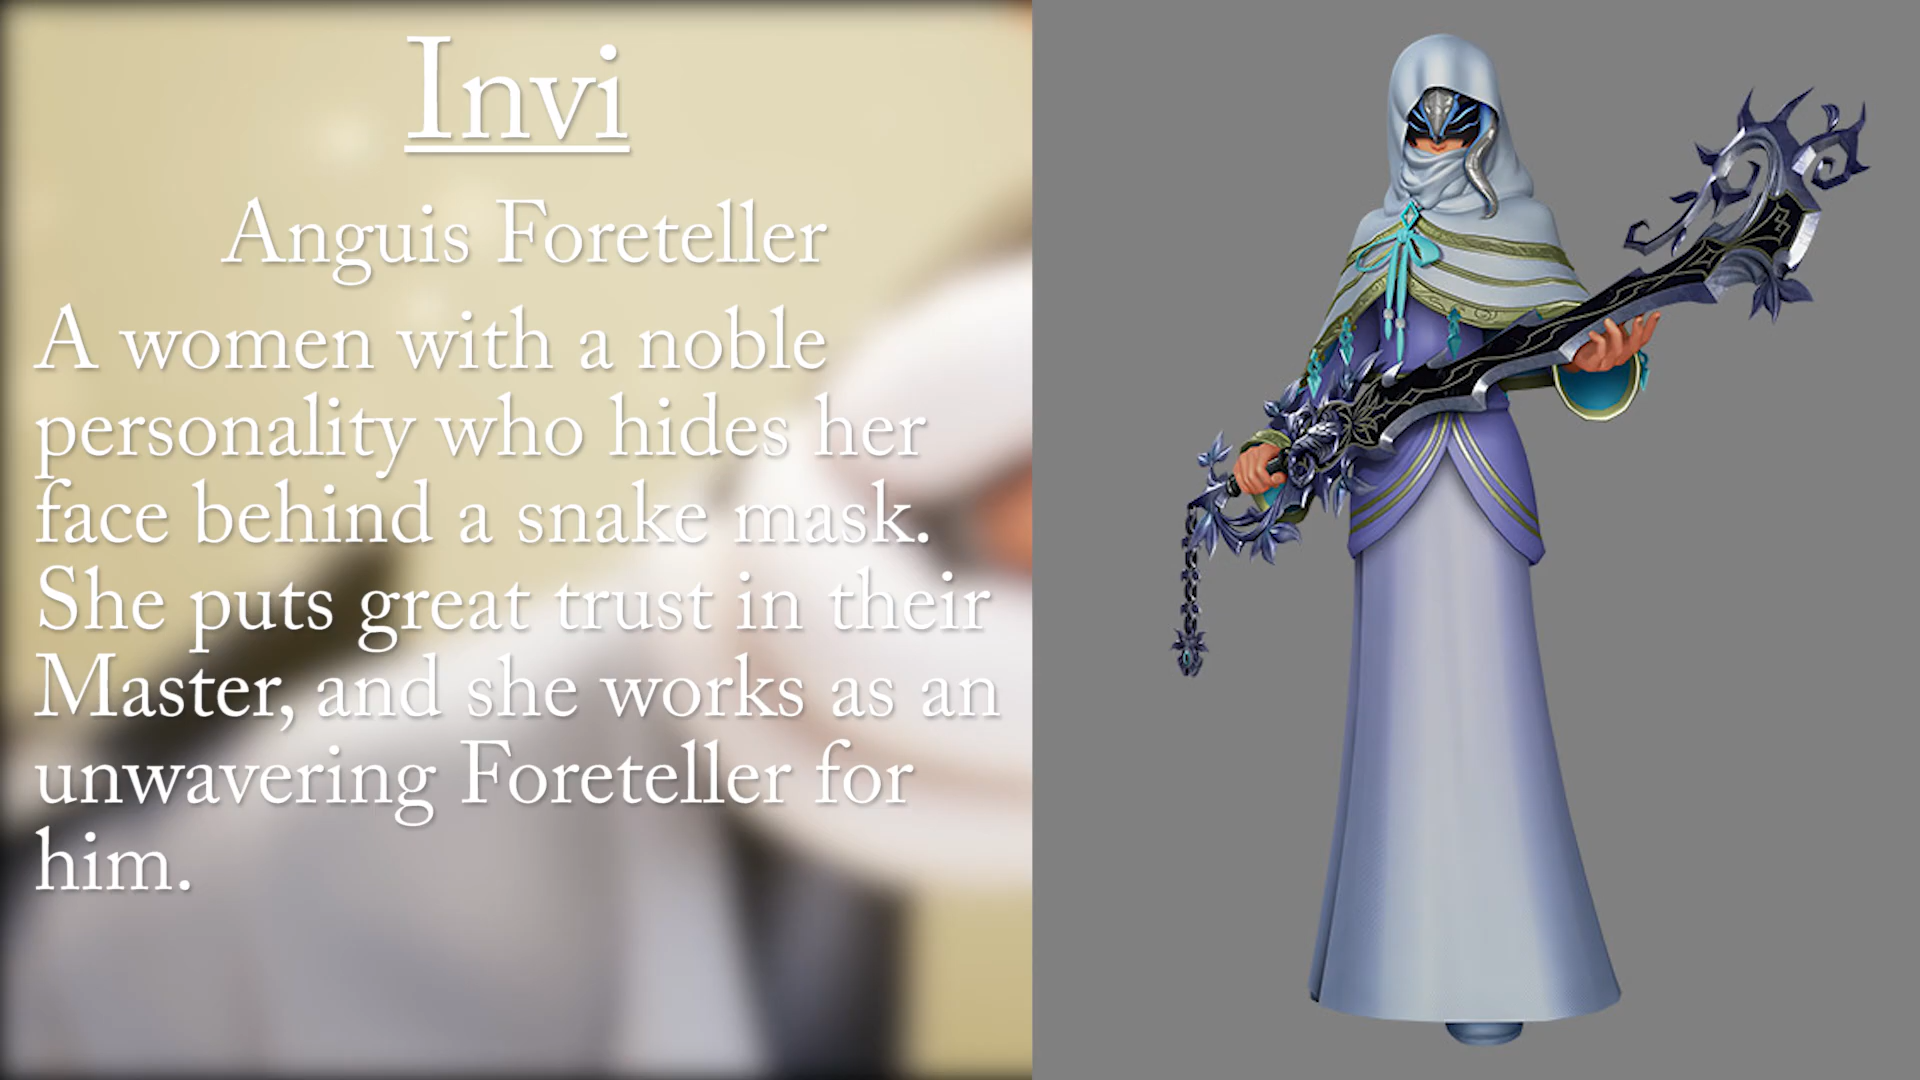 Invi
Anguis Foreteller
A women with a noble
personality who hides her
face behind a snake mask.
She puts great trust in their
Master, and she works as an
unwavering Foreteller for
him.